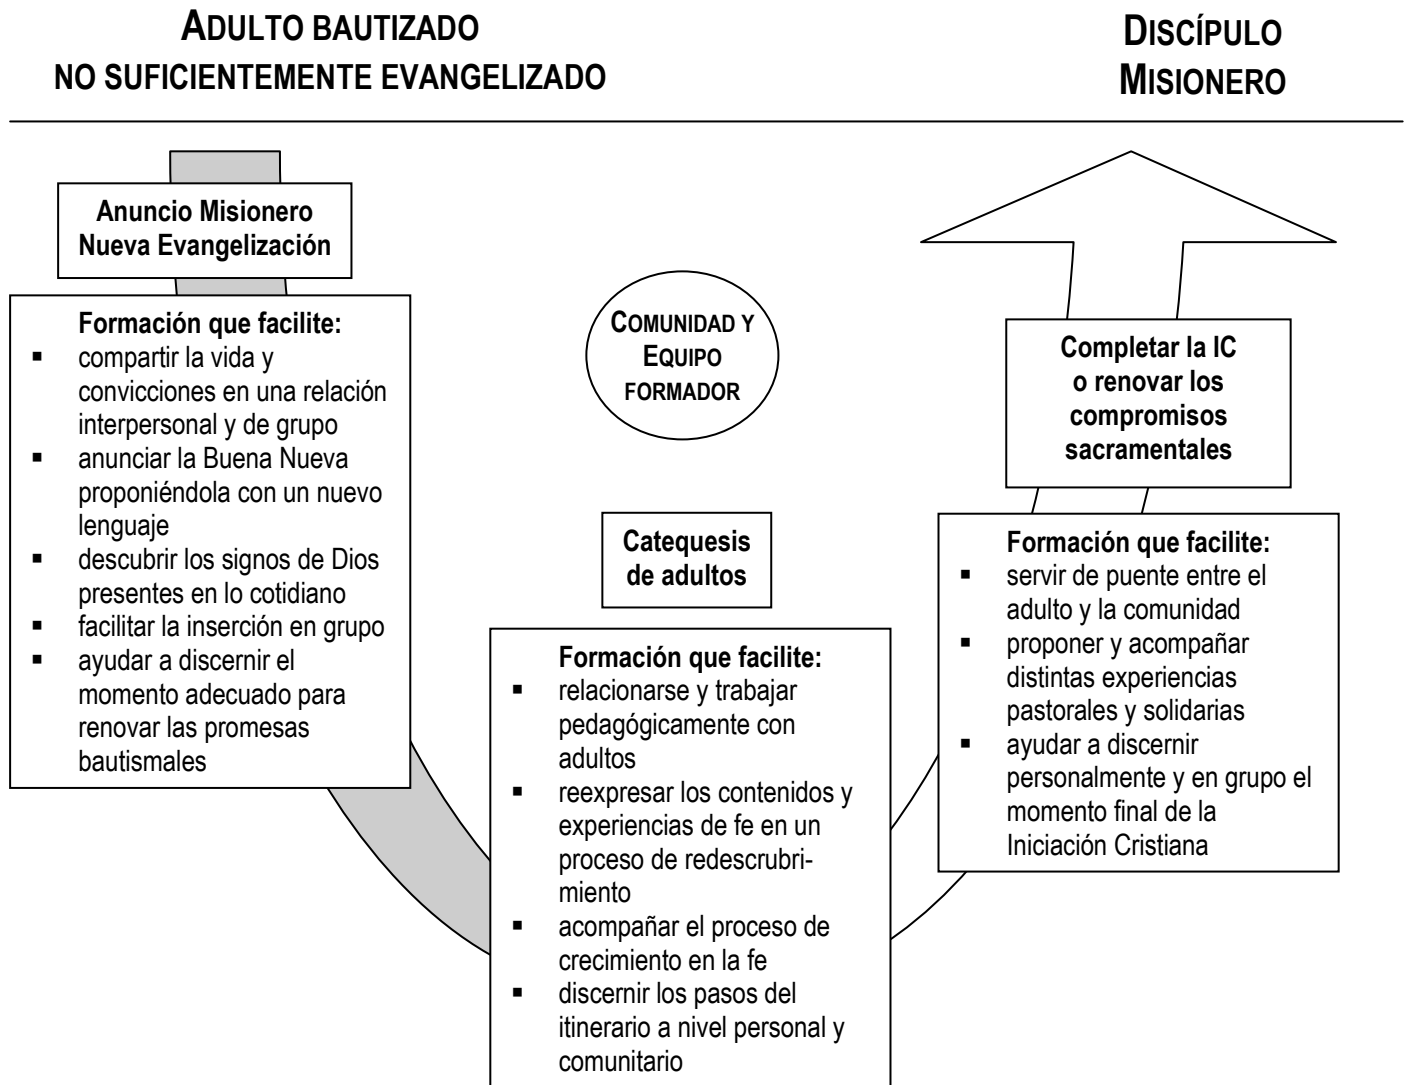 ADULTO BAUTIZADO
NO SUFICIENTEMENTE EVANGELIZADO
DISCÍPULO
MISIONERO
Anuncio Misionero
Nueva Evangelización
Formación que facilite:
▪ compartir la vida y
convicciones en una relación
interpersonal y de grupo
▪ anunciar la Buena Nueva
proponiéndola con un nuevo
lenguaje
▪ descubrir los signos de Dios
presentes en lo cotidiano
▪ facilitar la inserción en grupo
▪ ayudar a discernir el
momento adecuado para
renovar las promesas
bautismales
COMUNIDAD Y
EQUIPO
FORMADOR
Catequesis
de adultos
Formación que facilite:
▪ relacionarse y trabajar
pedagógicamente con
adultos
▪ reexpresar los contenidos y
experiencias de fe en un
proceso de redescrubri-
miento
▪ acompañar el proceso de
crecimiento en la fe
▪ discernir los pasos del
itinerario a nivel personal y
comunitario
Completar la IC
o renovar los
compromisos
sacramentales
Formación que facilite:
▪ servir de puente entre el
adulto y la comunidad
▪ proponer y acompañar
distintas experiencias
pastorales y solidarias
▪ ayudar a discernir
personalmente y en grupo el
momento final de la
Iniciación Cristiana